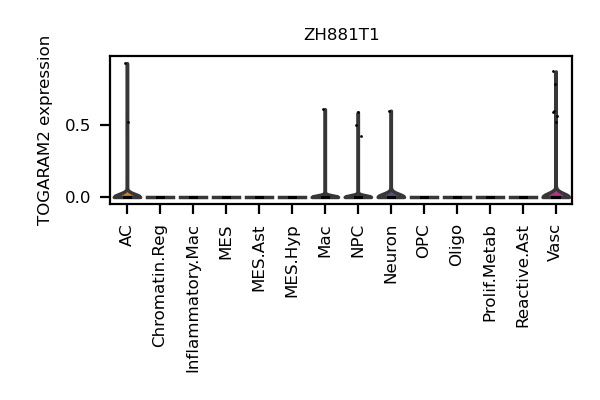 ZH881T1
TOGARAM2 expression
0.5
0.0
AC
Chromatin.Reg
Inflammatory.Mac
MES
MES.Ast
MES.Hyp
Mac
NPC
Neuron
OPC
Oligo
Prolif.Metab
Reactive.Ast
Vasc